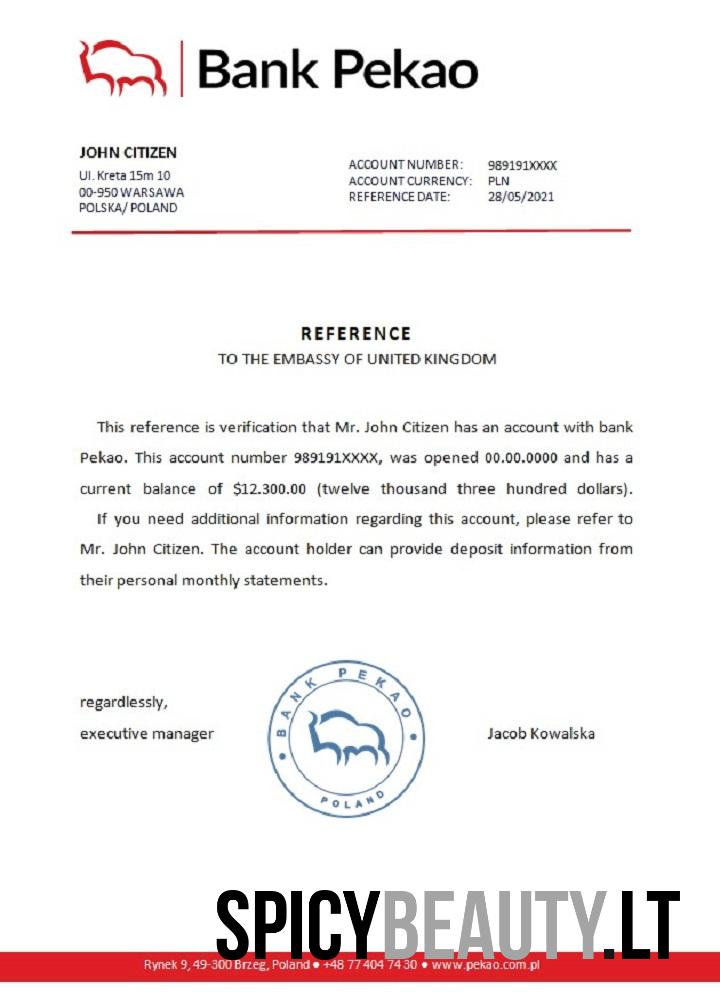 Bank Pekao
JOHN CITIZEN
Ul. Kreta 15m 10
00-950 WARSAWA
POLSKA/ POLAND
ACCOUNT NUMBER: 989191XXXX
ACCOUNT CURRENCY: PLN
REFERENCE DATE: 28/05/2021
REFERENCE
TO THE EMBASSY OF UNITED KINGDOM
This reference is verification that Mr. John Citizen has an account with bank
Pekao. This account number 989191XXXX, was opened 00.00.0000 and has a
current balance of $12.300.00 (twelve thousand three hundred dollars).
If you need additional information regarding this account, please refer to
Mr. John Citizen. The account holder can provide deposit information from
their personal monthly statements.
regardlessly,
executive manager
BANK PEKAO
POLAND
Jacob Kowalska
SPICYBEAUTY.LT
Rynek 9, 49-300 Brzeg, Poland ● +48 77 404 74 30 ● www.pekao.com.pl